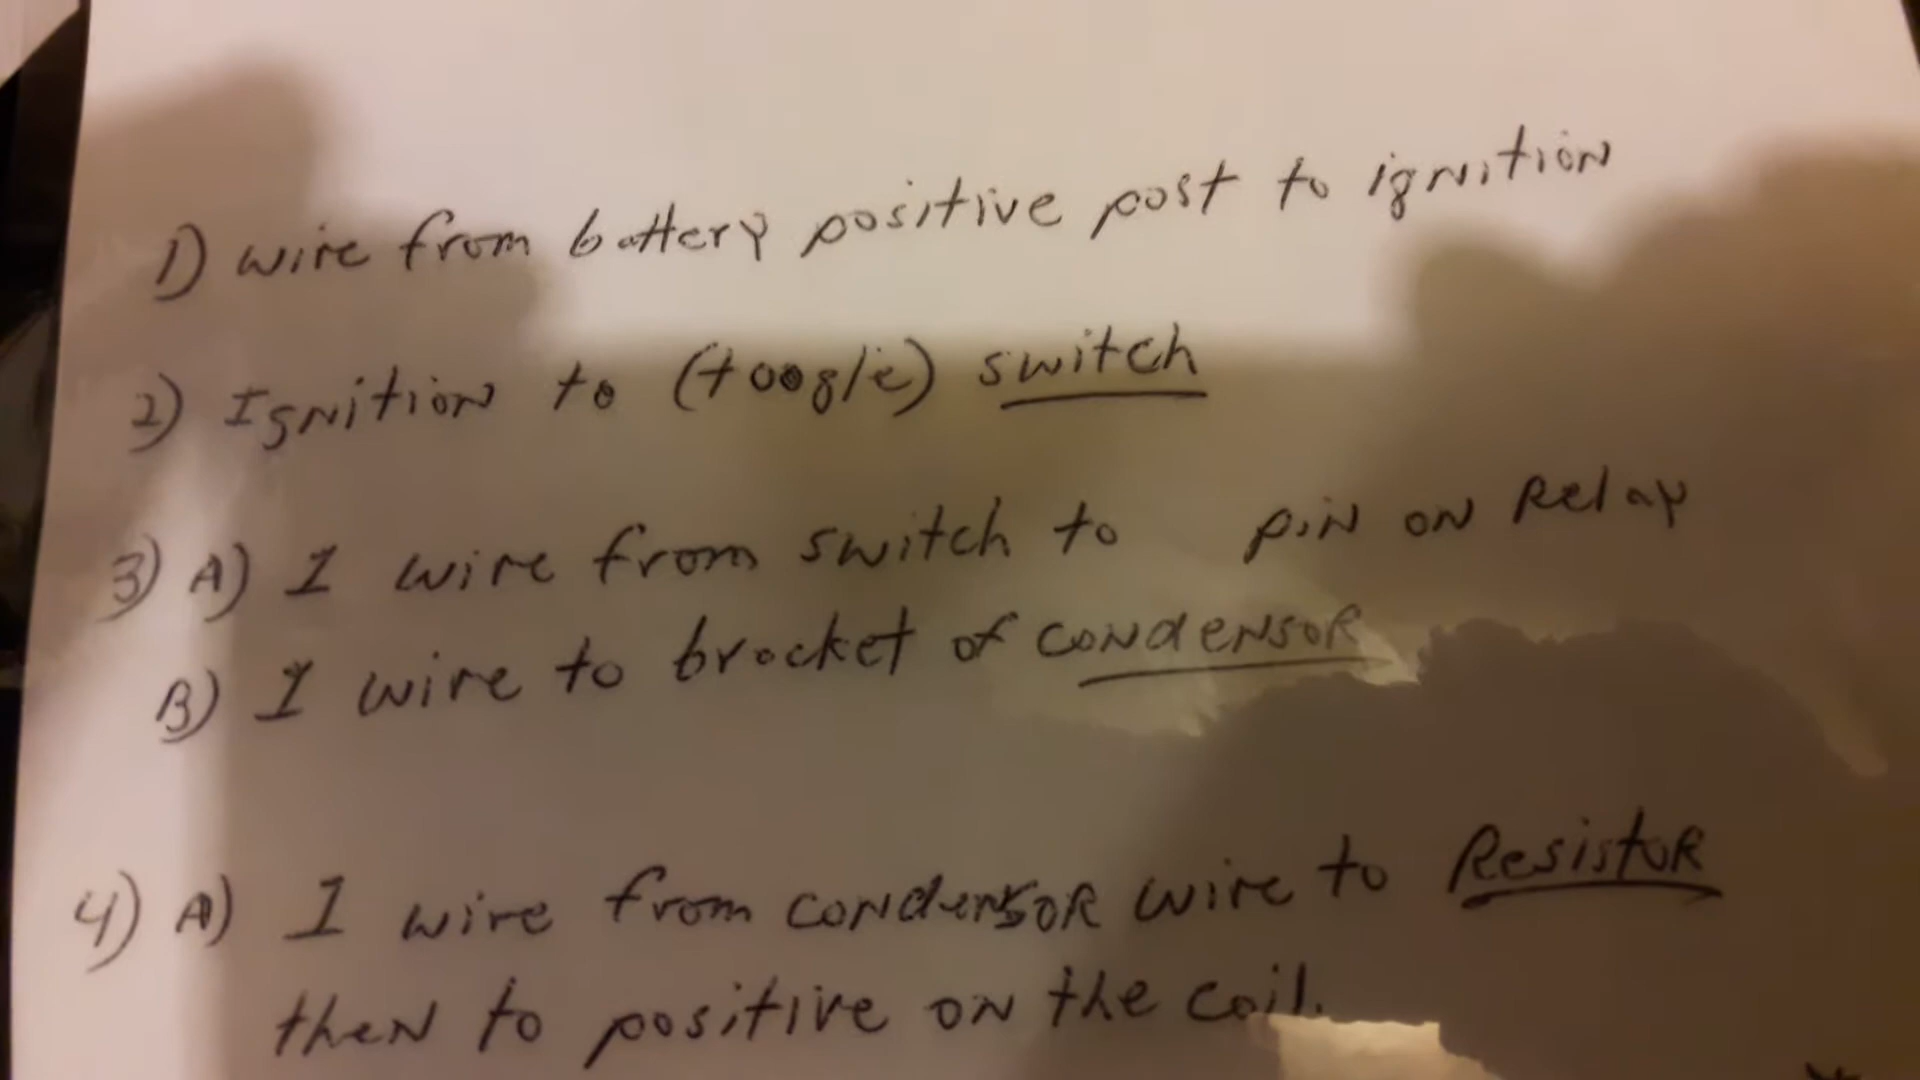 1) wire from battery positive post to ignition
2) Ignition to (toogle) switch
3) A) 1 wire from switch to pin on Relay
B) 1 wire to bracket of condensor
4) A) 1 wire from condensor wire to Resistor
then to positive on the coil.